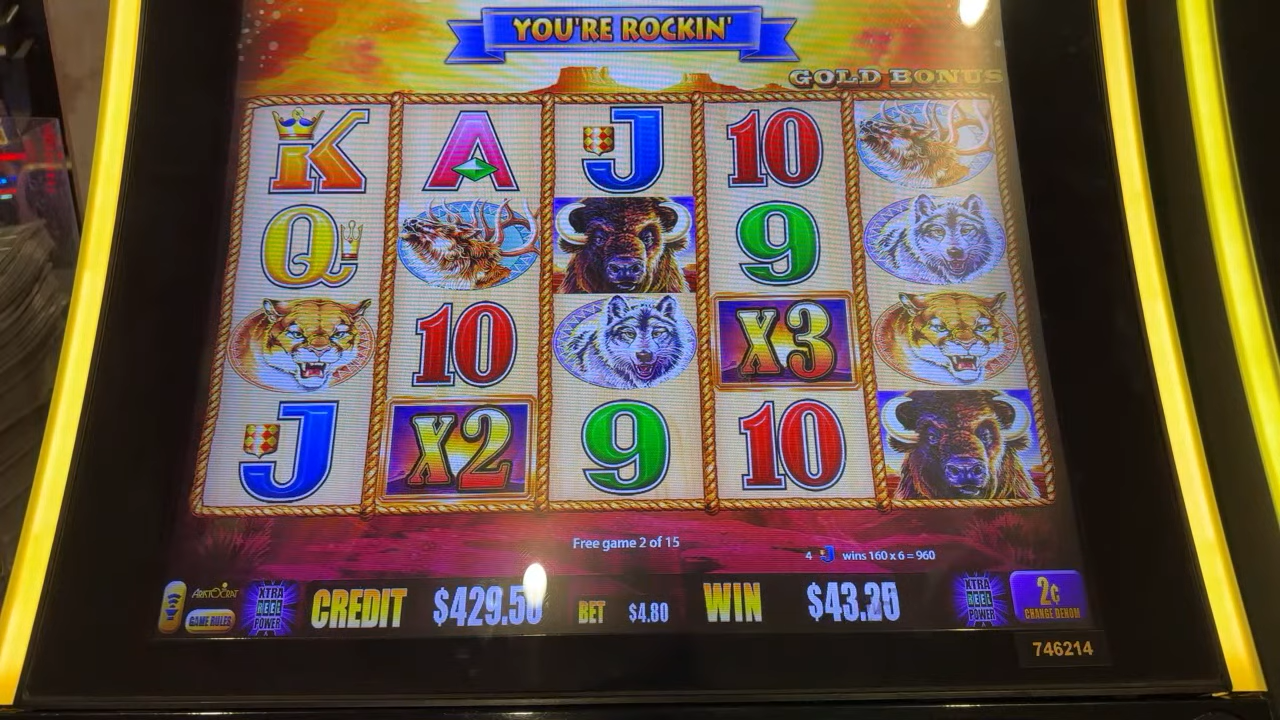 YOU'RE ROCKIN'
GOLD BONUS
K A J 10
Q 9
10 X3
J X2 9 10
Free game 2 of 15
4 J wins 160 x 6 = 960
ARISTOCRAT
GAME RULES
XTRA REEL POWER
CREDIT $429.50
BET $4.80
WIN $43.25
XTRA REEL POWER
2¢
CHANGE DENOM
746214